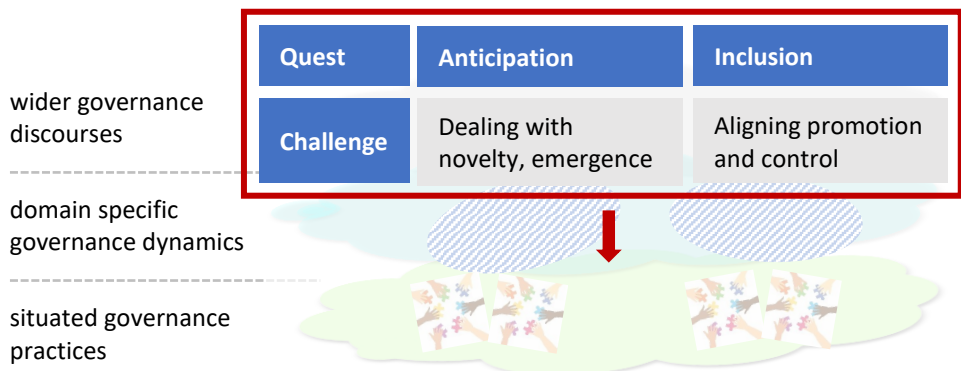 Quest
Anticipation
Inclusion
wider governance
discourses
Challenge
Dealing with
novelty, emergence
Aligning promotion
and control
domain specific
governance dynamics
situated governance
practices